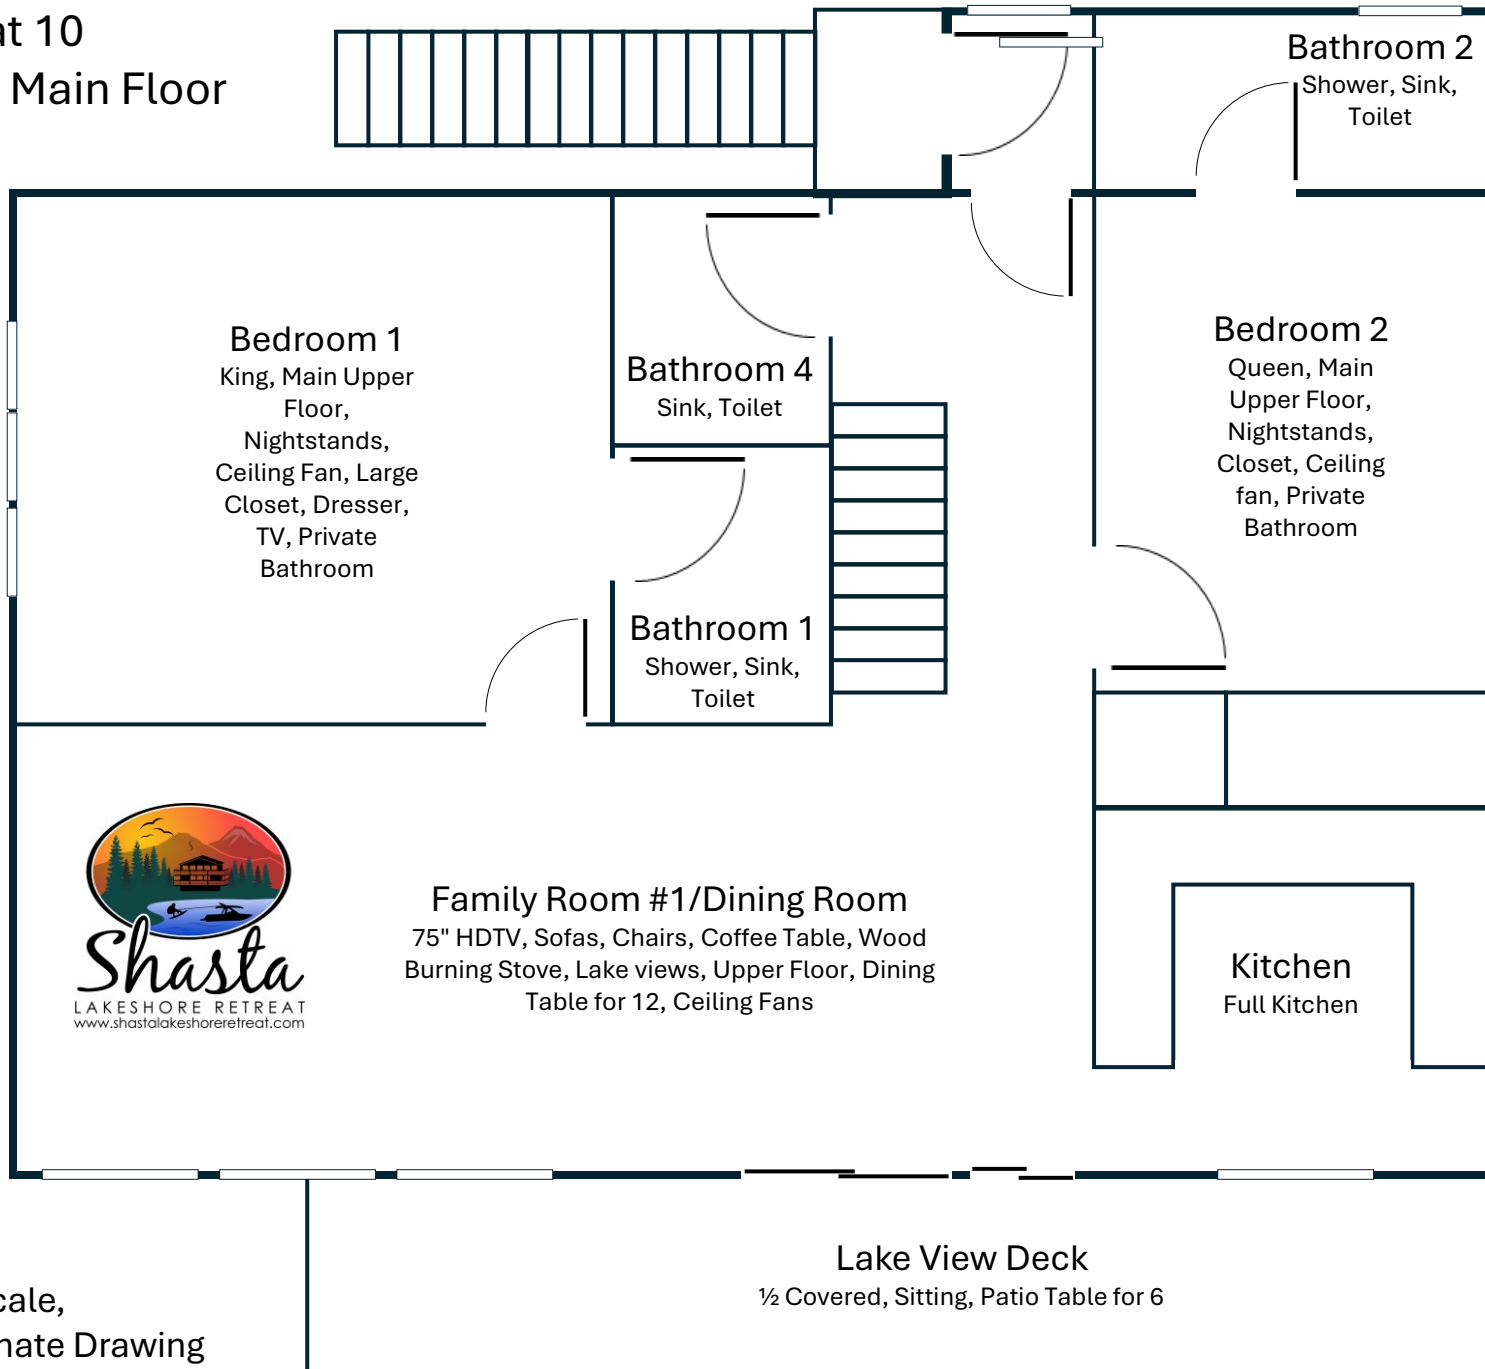 at 10
Main Floor
Bathroom 2
Shower, Sink,
Toilet
Bedroom 1
King, Main Upper
Floor,
Nightstands,
Ceiling Fan, Large
Closet, Dresser,
TV, Private
Bathroom
Bathroom 4
Sink, Toilet
Bedroom 2
Queen, Main
Upper Floor,
Nightstands,
Closet, Ceiling
fan, Private
Bathroom
Bathroom 1
Shower, Sink,
Toilet
Shasta
LAKESHORE RETREAT
www.shastalakeshoreretreat.com
Family Room #1/Dining Room
75" HDTV, Sofas, Chairs, Coffee Table, Wood
Burning Stove, Lake views, Upper Floor, Dining
Table for 12, Ceiling Fans
Kitchen
Full Kitchen
Lake View Deck
½ Covered, Sitting, Patio Table for 6
cale,
nate Drawing